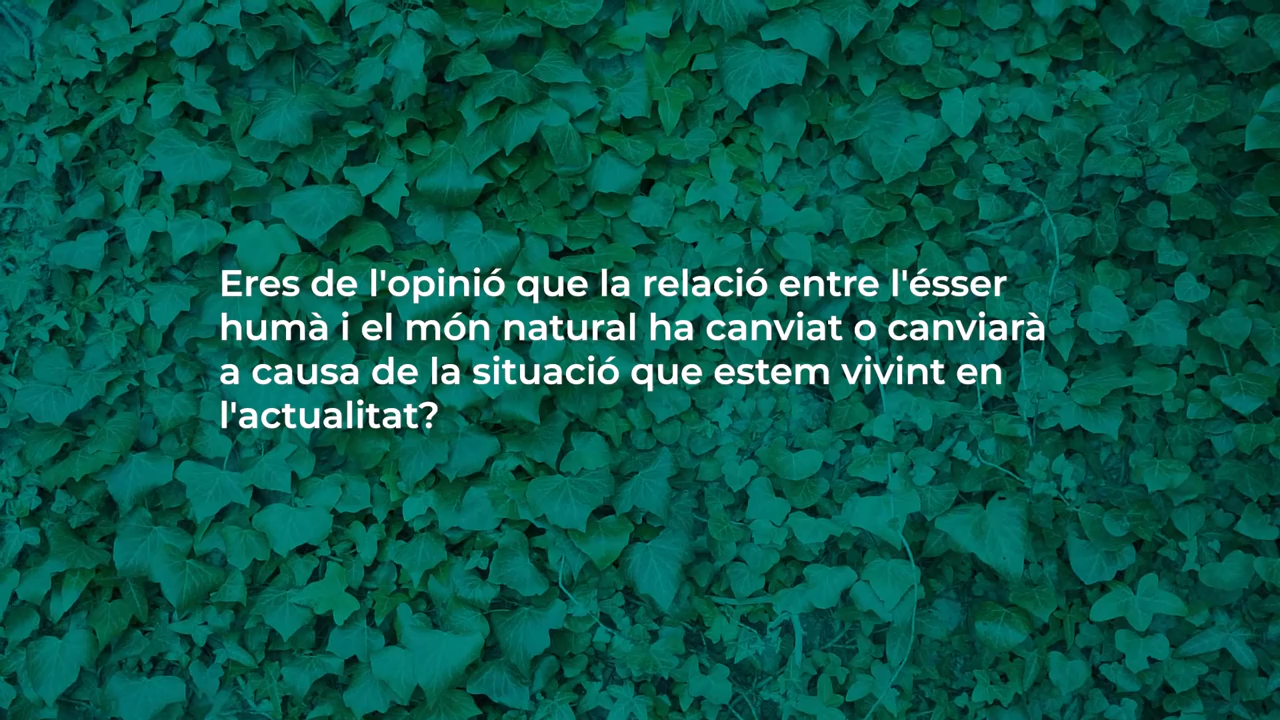 Eres de l'opinió que la relació entre l'ésser
humà i el món natural ha canviat o canviarà
a causa de la situació que estem vivint en
l'actualitat?